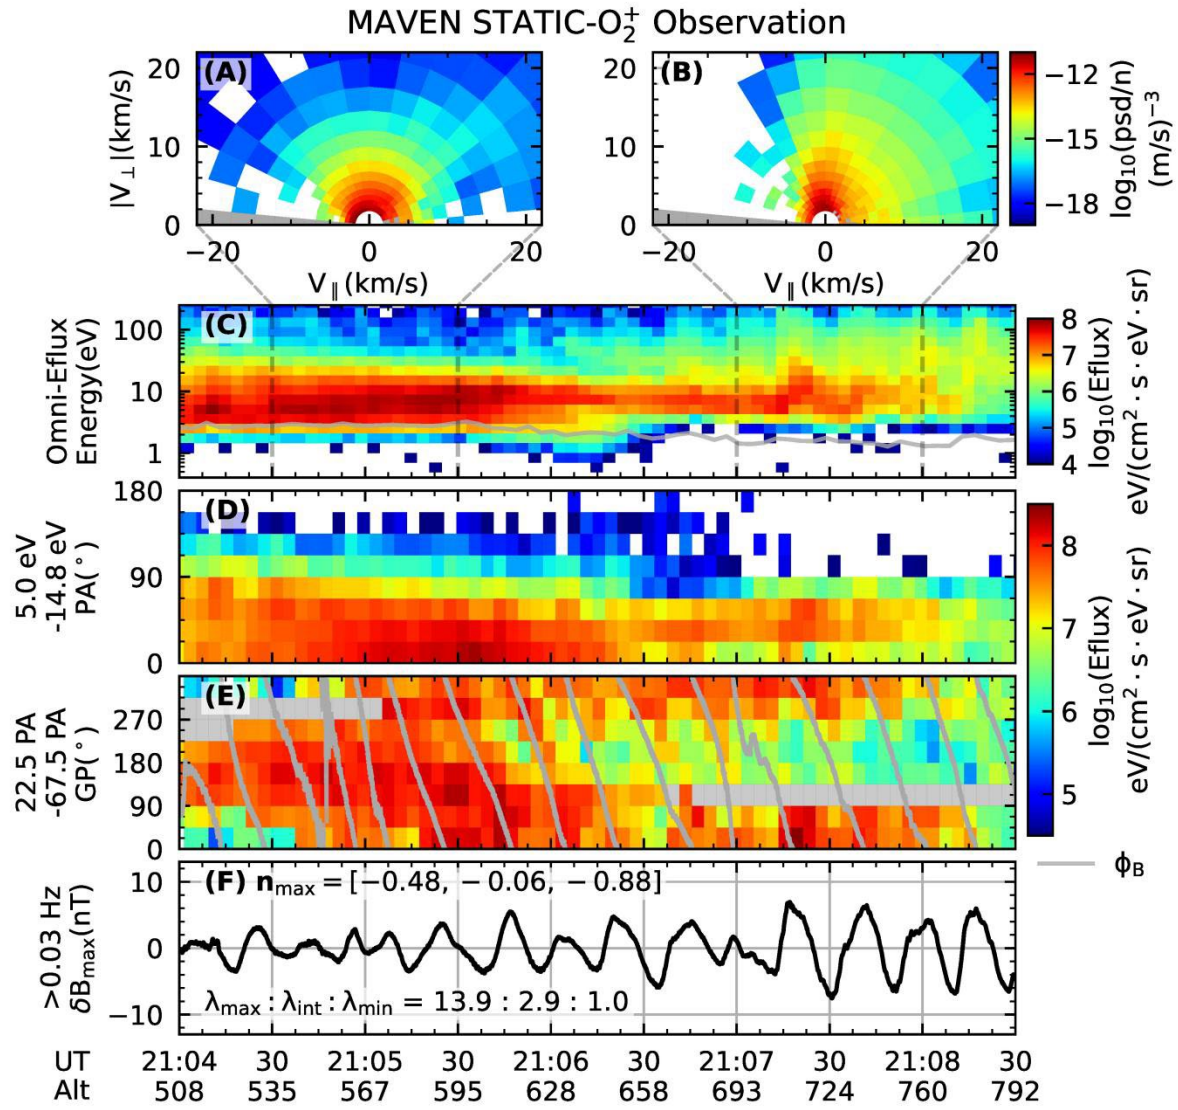 MAVEN STATIC-O₂⁺ Observation
(A)
(B)
|V⊥|(km/s)
20
10
0
20
10
0
−20 0 20
−20 0 20
V∥(km/s)
V∥(km/s)
−12
−15
−18
log₁₀(psd/n)
(m/s)⁻³
(C)
Omni-Eflux
Energy(eV)
100
10
1
8
7
6
5
4
log₁₀(Eflux)
eV/(cm² · s · eV · sr)
(D)
5.0 eV
-14.8 eV
PA(°)
180
90
0
(E)
22.5 PA
-67.5 PA
GP(°)
270
180
90
0
8
7
6
5
log₁₀(Eflux)
eV/(cm² · s · eV · sr)
ϕB
(F) nmax = [−0.48, −0.06, −0.88]
>0.03 Hz
δBmax(nT)
10
0
−10
λmax : λint : λmin = 13.9 : 2.9 : 1.0
UT 21:04 30 21:05 30 21:06 30 21:07 30 21:08 30
Alt 508 535 567 595 628 658 693 724 760 792